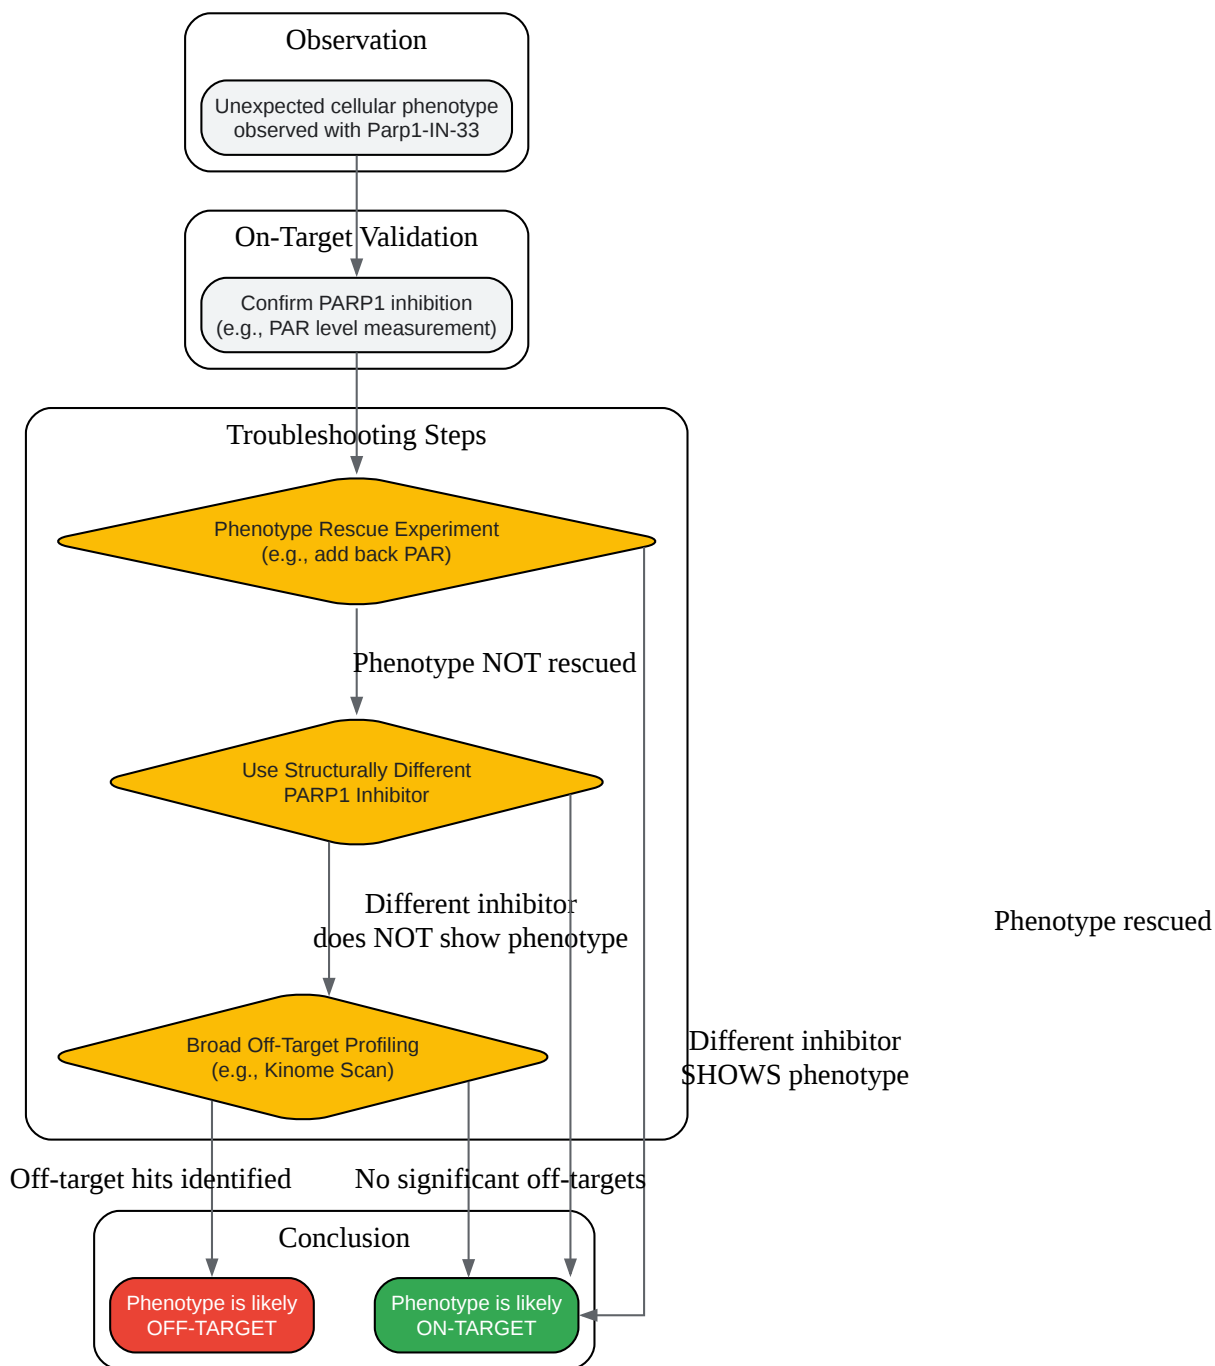 Observation
Unexpected cellular phenotype
observed with Parp1-IN-33
On-Target Validation
Confirm PARP1 inhibition
(e.g., PAR level measurement)
Troubleshooting Steps
Phenotype Rescue Experiment
(e.g., add back PAR)
Phenotype NOT rescued
Use Structurally Different
PARP1 Inhibitor
Different inhibitor
does NOT show phenotype
Phenotype rescued
Broad Off-Target Profiling
(e.g., Kinome Scan)
Different inhibitor
SHOWS phenotype
Off-target hits identified
No significant off-targets
Conclusion
Phenotype is likely
OFF-TARGET
Phenotype is likely
ON-TARGET